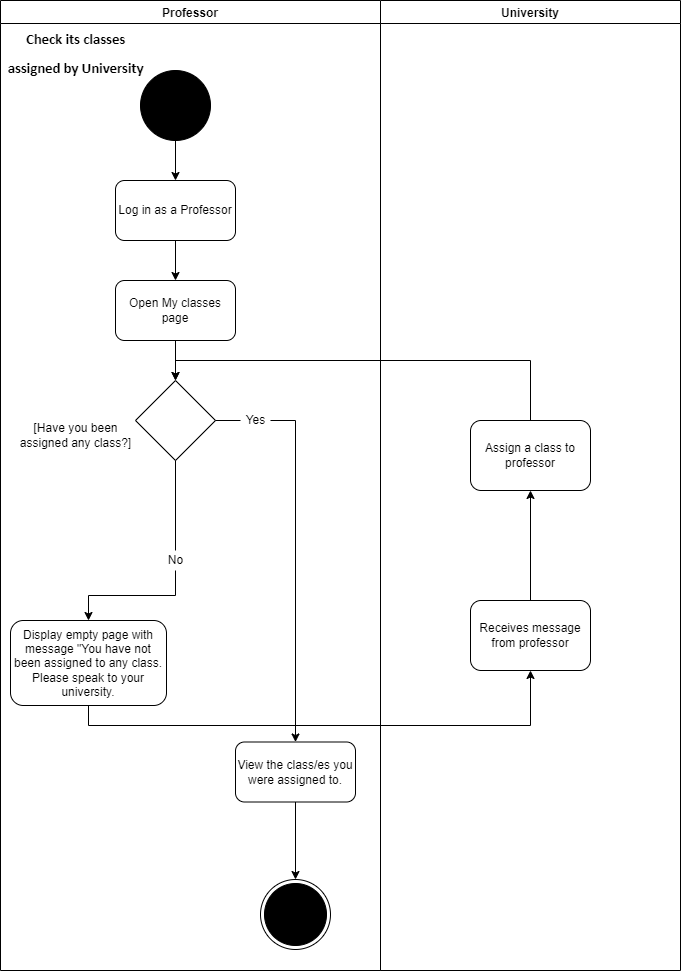 Professor
University
Check its classes
assigned by University
Log in as a Professor
Open My classes
page
[Have you been
assigned any class?]
Yes
Assign a class to
professor
No
Display empty page with
message "You have not
been assigned to any class.
Please speak to your
university.
Receives message
from professor
View the class/es you
were assigned to.